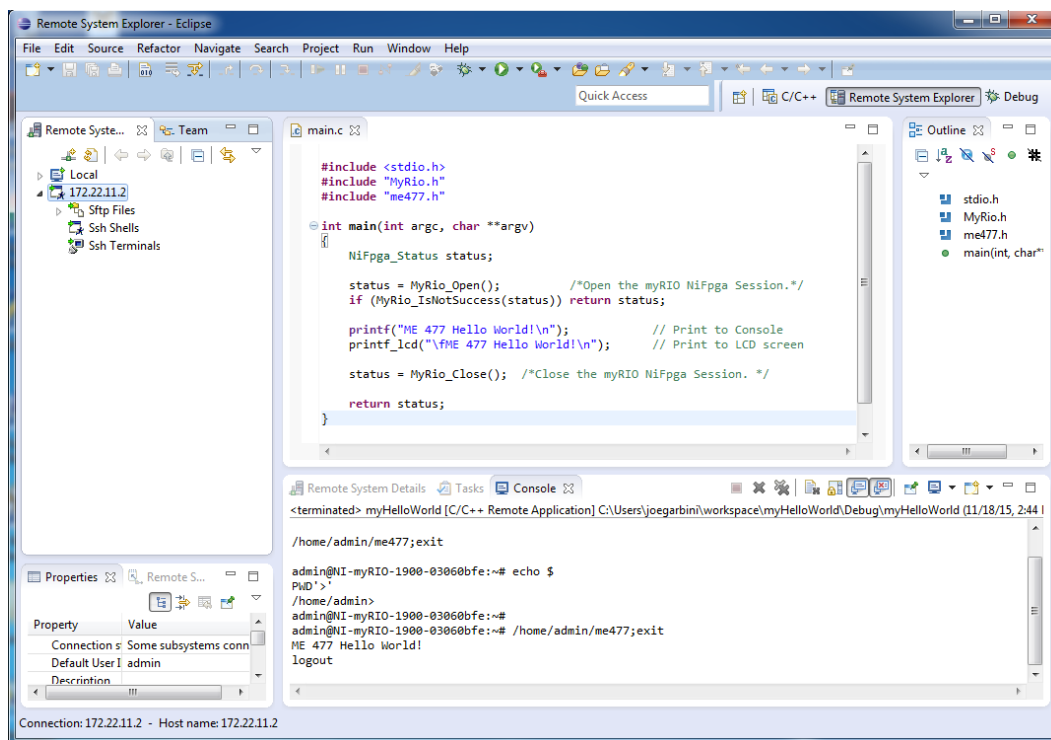 Remote System Explorer - Eclipse
File Edit Source Refactor Navigate Search Project Run Window Help
Quick Access
C/C++ Remote System Explorer Debug
Remote Syste... Team
Local
172.22.11.2
Sftp Files
Ssh Shells
Ssh Terminals
main.c
#include <stdio.h>
#include "MyRio.h"
#include "me477.h"
int main(int argc, char **argv)
{
NiFpga_Status status;
status = MyRio_Open(); /*Open the myRIO NiFpga Session.*/
if (MyRio_IsNotSuccess(status)) return status;
printf("ME 477 Hello World!\n"); // Print to Console
printf_lcd("\fME 477 Hello World!\n"); // Print to LCD screen
status = MyRio_Close(); /*Close the myRIO NiFpga Session. */
return status;
}
Outline
stdio.h
MyRio.h
me477.h
main(int, char*
Properties Remote S...
Property Value
Connection s Some subsystems conn
Default User I admin
Description
Remote System Details Tasks Console
<terminated> myHelloWorld [C/C++ Remote Application] C:\Users\joegarbini\workspace\myHelloWorld\Debug\myHelloWorld (11/18/15, 2:44
/home/admin/me477;exit
admin@NI-myRIO-1900-03060bfe:~# echo $
PWD'>'
/home/admin>
admin@NI-myRIO-1900-03060bfe:~#
admin@NI-myRIO-1900-03060bfe:~# /home/admin/me477;exit
ME 477 Hello World!
logout
Connection: 172.22.11.2 - Host name: 172.22.11.2